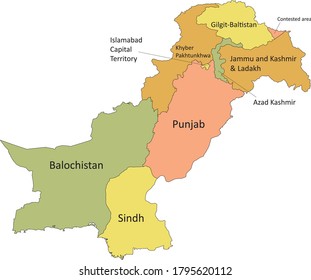 Gilgit-Baltistan
Contested area
Islamabad
Capital
Territory
Khyber
Pakhtunkhwa
Jammu and Kashmir
& Ladakh
Azad Kashmir
Punjab
Balochistan
Sindh
shutterstock.com · 1795620112